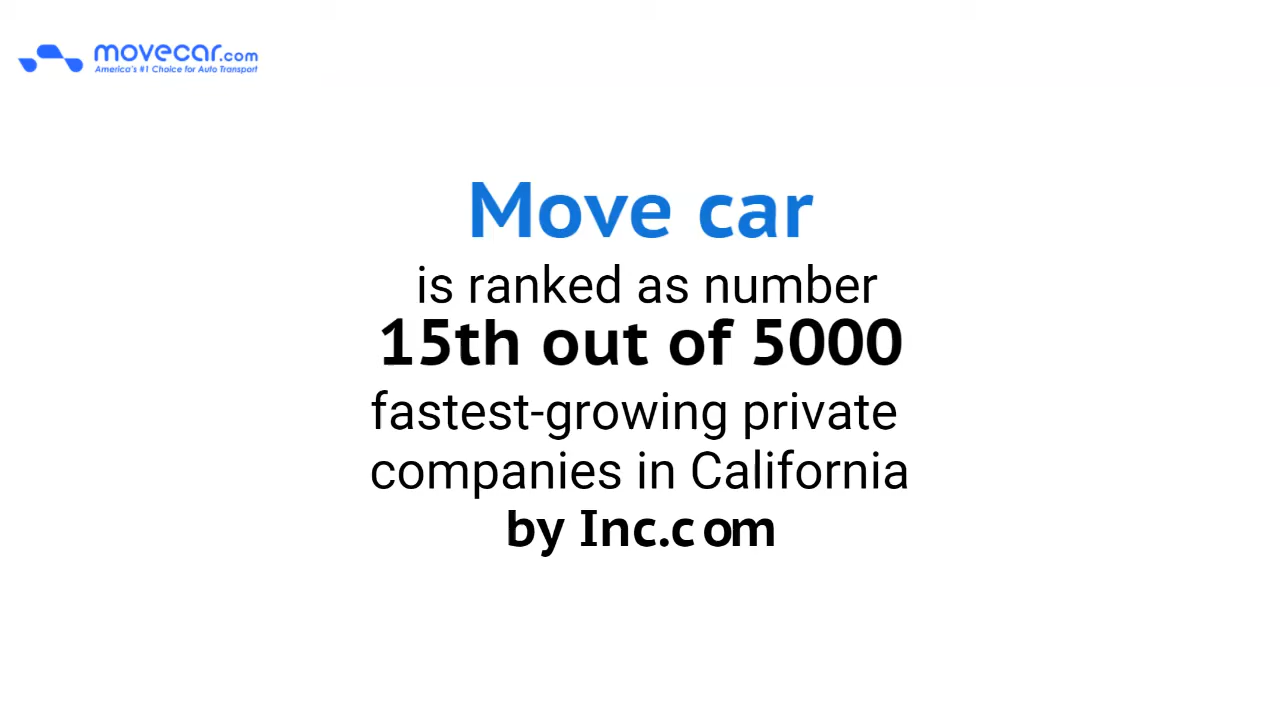 movecar.com
America's #1 Choice for Auto Transport
Move car
is ranked as number
15th out of 5000
fastest-growing private
companies in California
by Inc.com